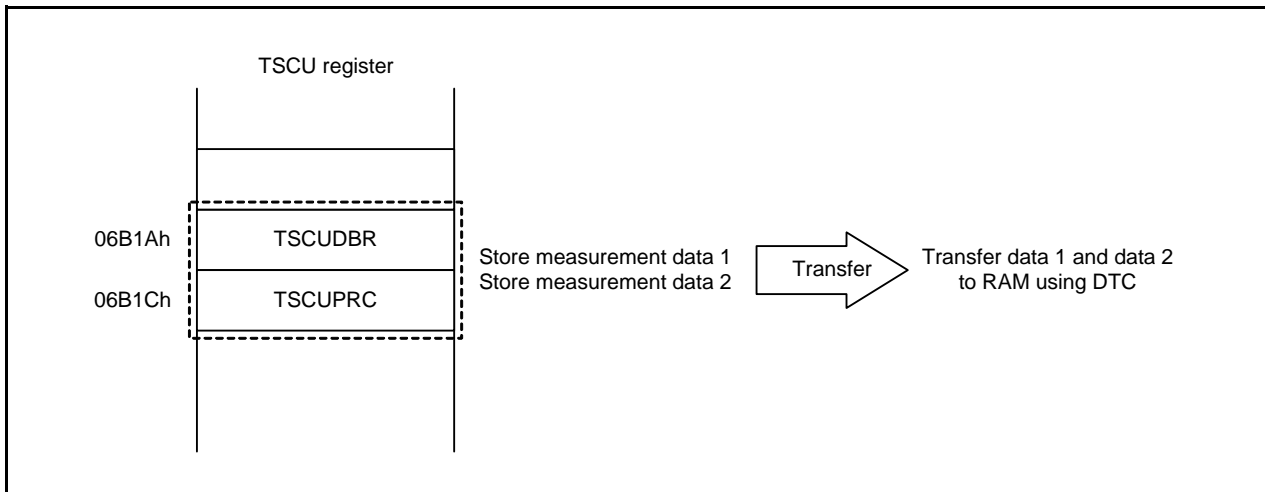 TSCU register
06B1Ah
TSCUDBR
06B1Ch
TSCUPRC
Store measurement data 1
Store measurement data 2
Transfer
Transfer data 1 and data 2
to RAM using DTC